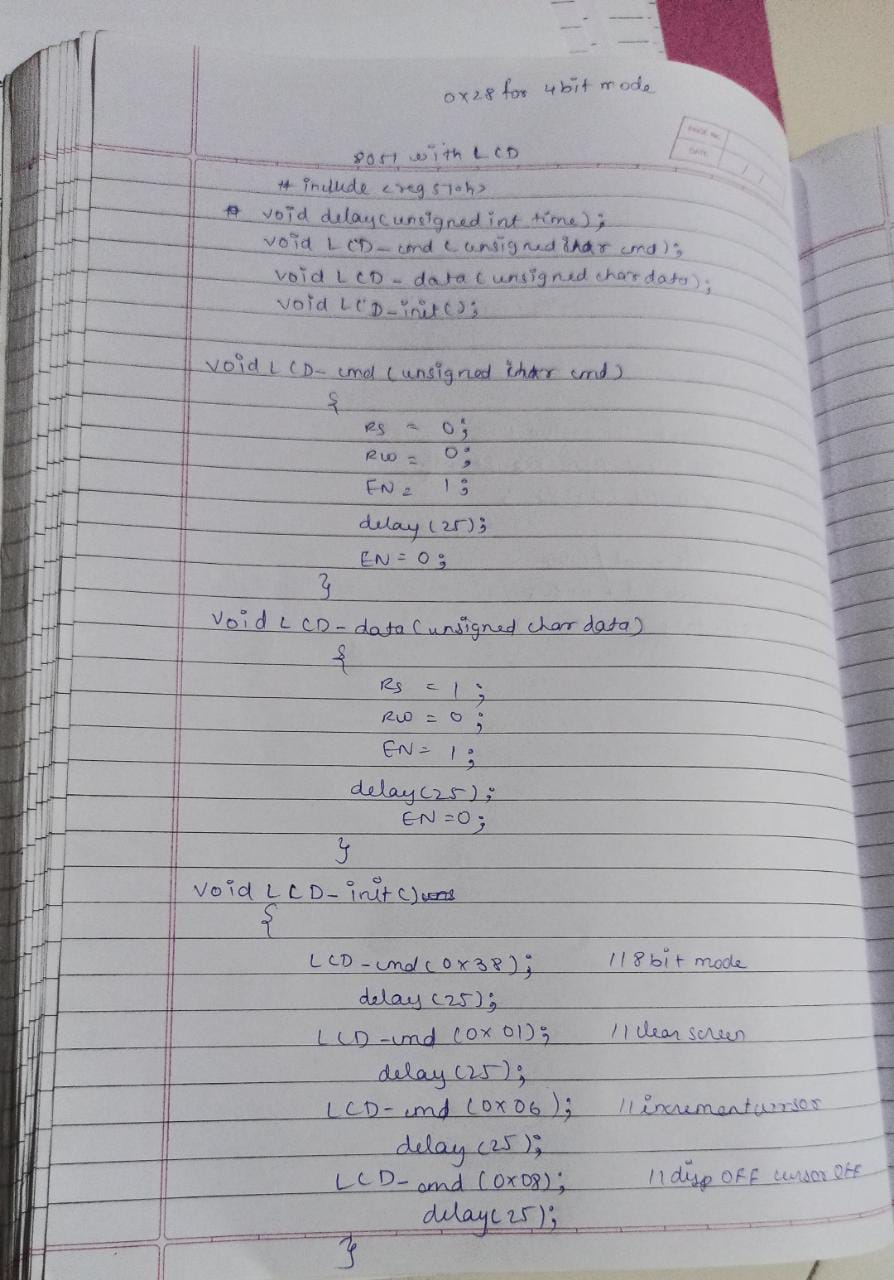 0x28 for 4bit mode
PAGE No.
DATE
8051 with LCD
# include <reg51.h>
void delay(unsigned int time);
void LCD_cmd(unsigned char cmd);
void LCD_data(unsigned char data);
void LCD_init();
void LCD_cmd(unsigned char cmd)
{
RS = 0;
RW = 0;
EN = 1;
delay(25);
EN = 0;
}
void LCD_data(unsigned char data)
{
RS = 1;
RW = 0;
EN = 1;
delay(25);
EN = 0;
}
void LCD_init()
{
LCD_cmd(0x38); //8bit mode
delay(25);
LCD_cmd(0x01); //clear screen
delay(25);
LCD_cmd(0x06); //increment cursor
delay(25);
LCD_cmd(0x08); //disp OFF cursor OFF
delay(25);
}